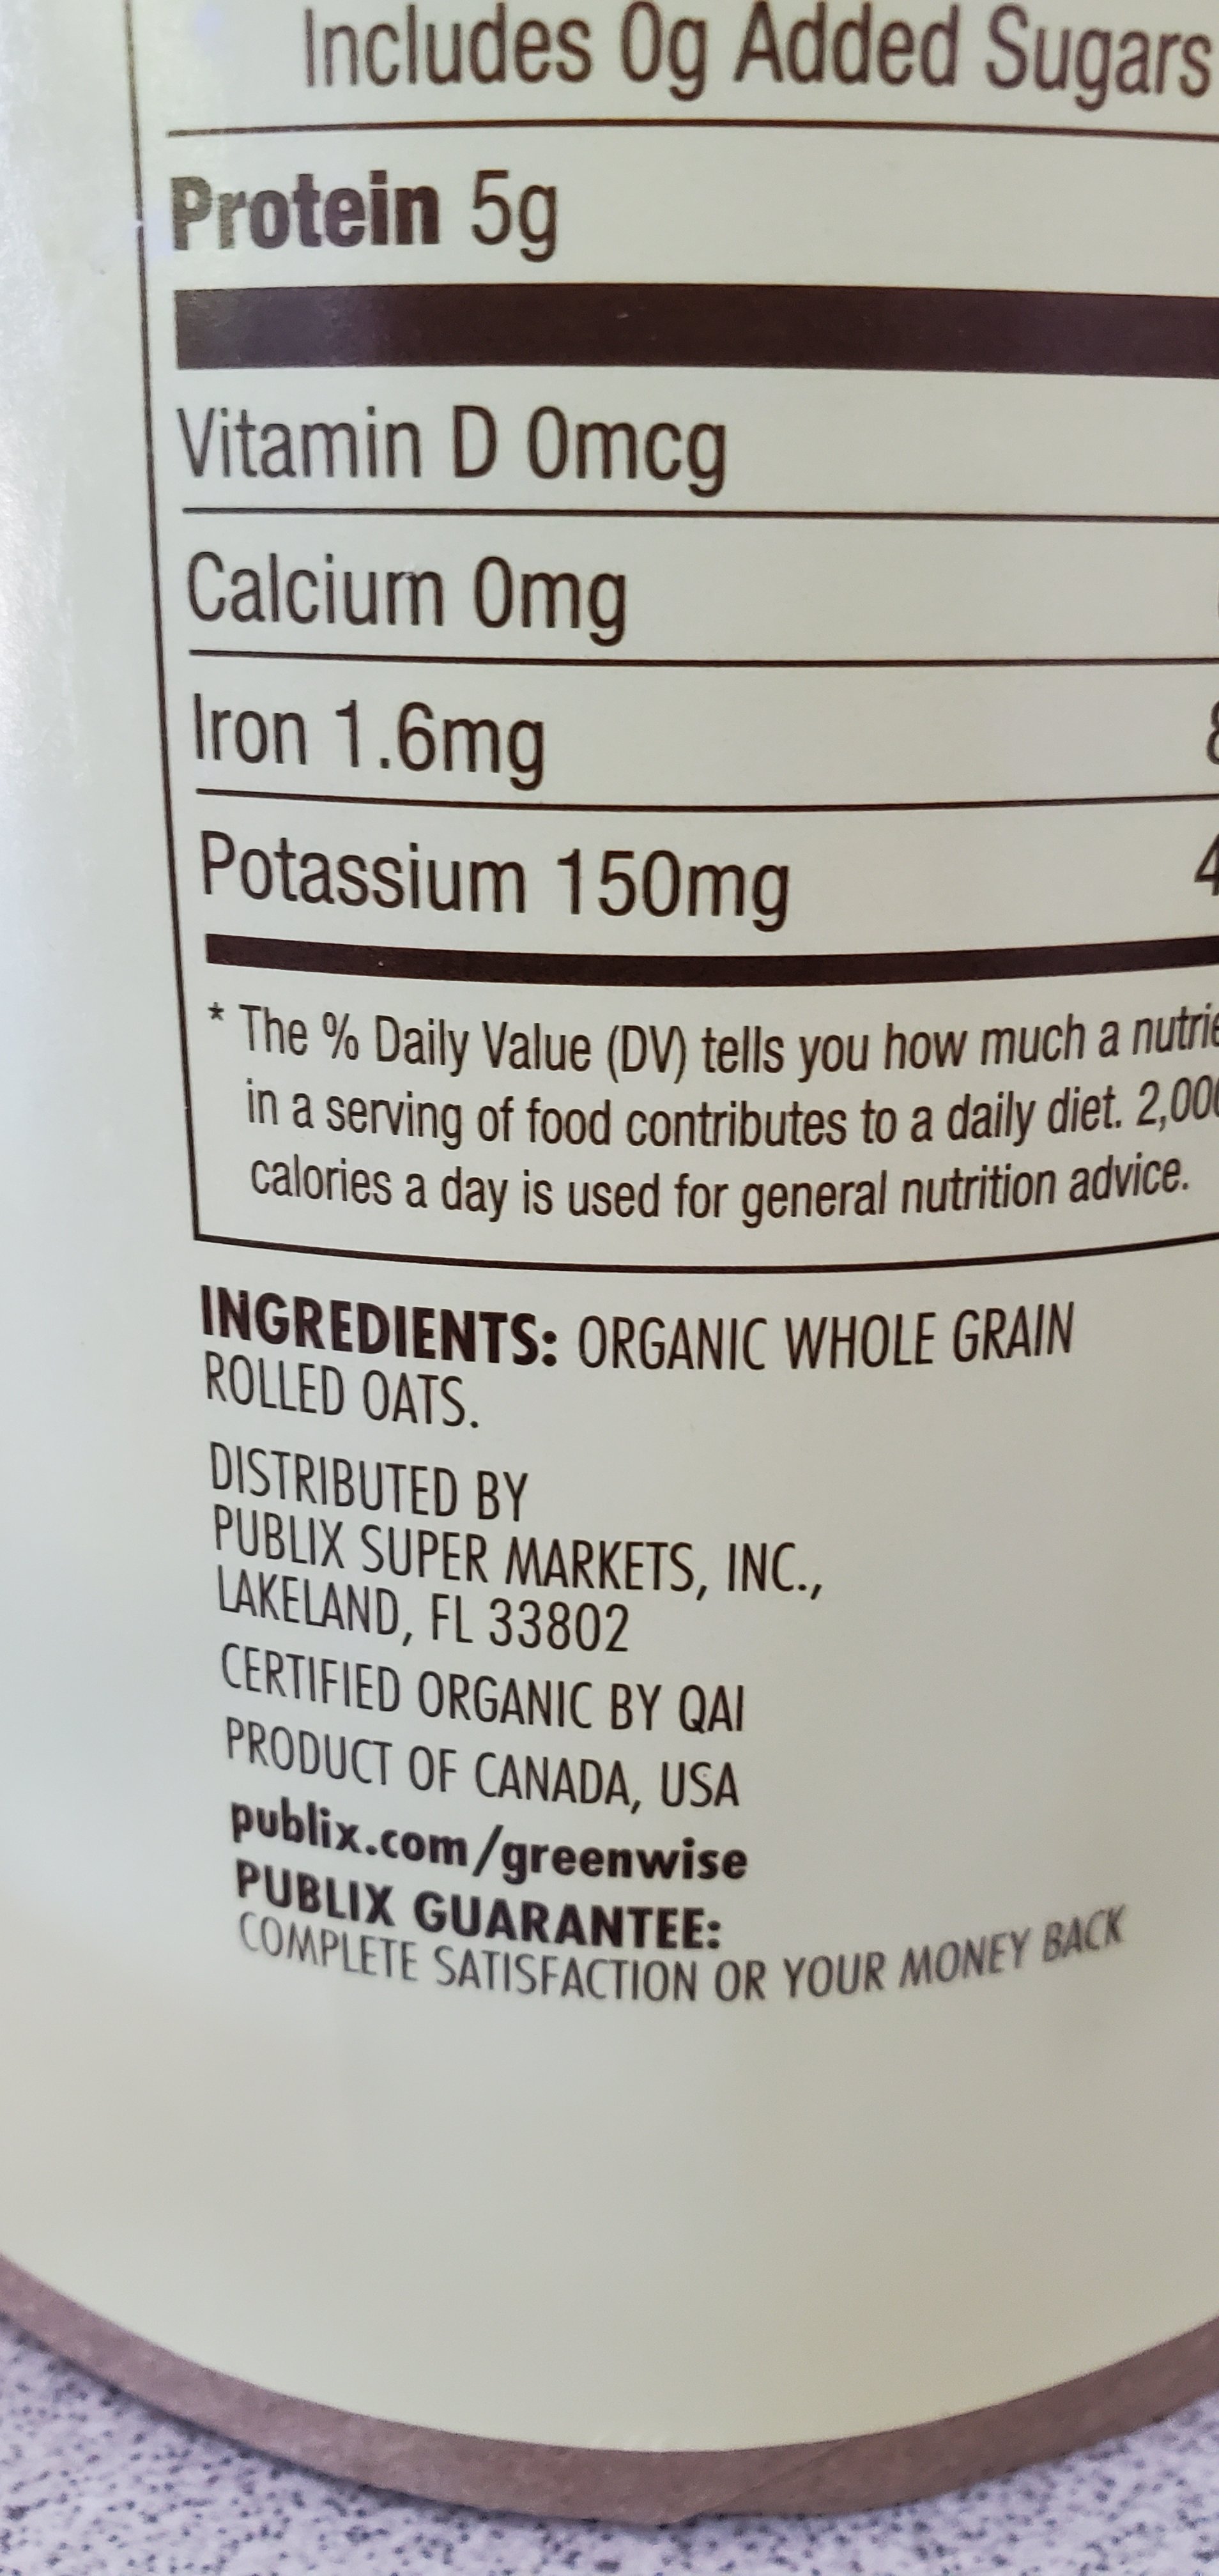 Includes 0g Added Sugars
Protein 5g
Vitamin D 0mcg
Calcium 0mg
Iron 1.6mg
Potassium 150mg 4
* The % Daily Value (DV) tells you how much a
in a serving of food contributes to a daily diet.
calories a day is used for general nutrition advice.
INGREDIENTS: ORGANIC WHOLE GRAIN
ROLLED OATS.
DISTRIBUTED BY
PUBLIX SUPER MARKETS, INC.,
LAKELAND, FL 33802
CERTIFIED ORGANIC BY QAI
PRODUCT OF CANADA, USA
publix.com/greenwise
PUBLIX GUARANTEE:
COMPLETE SATISFACTION OR YOUR MONEY BACK